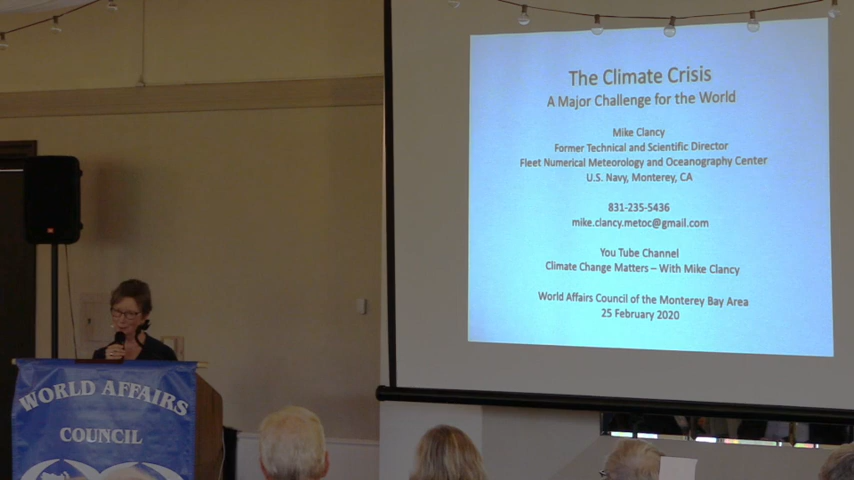 The Climate Crisis
A Major Challenge for the World
Mike Clancy
Former Technical and Scientific Director
Fleet Numerical Meteorology and Oceanography Center
U.S. Navy, Monterey, CA
831-235-5436
mike.clancy.metoc@gmail.com
You Tube Channel
Climate Change Matters – With Mike Clancy
World Affairs Council of the Monterey Bay Area
25 February 2020
WORLD AFFAIRS
COUNCIL